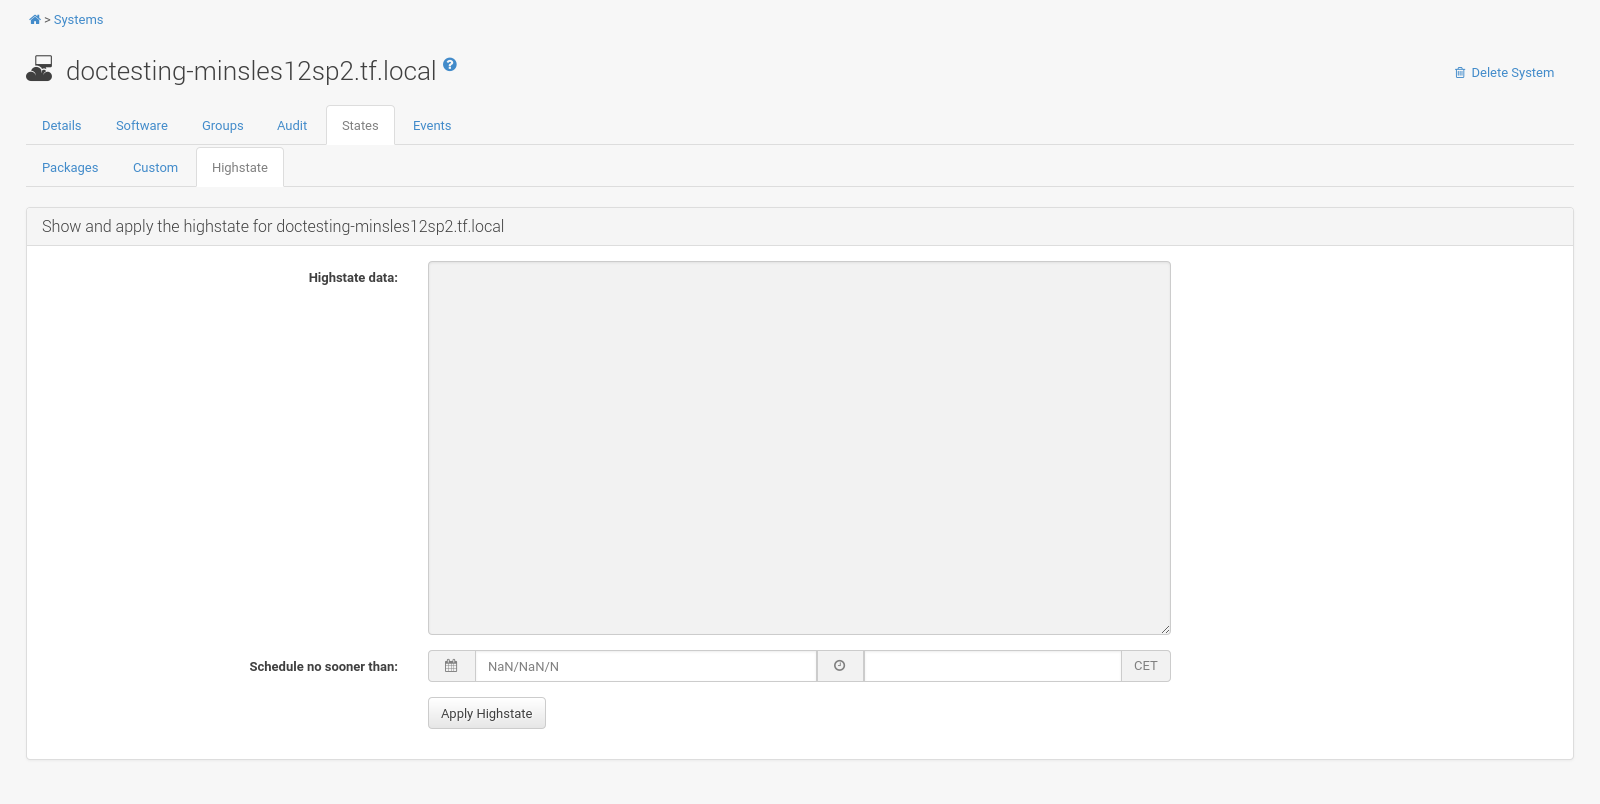 > Systems
doctesting-minsles12sp2.tf.local
Delete System
Details Software Groups Audit States Events
Packages Custom Highstate
Show and apply the highstate for doctesting-minsles12sp2.tf.local
Highstate data:
Schedule no sooner than: NaN/NaN/N CET
Apply Highstate